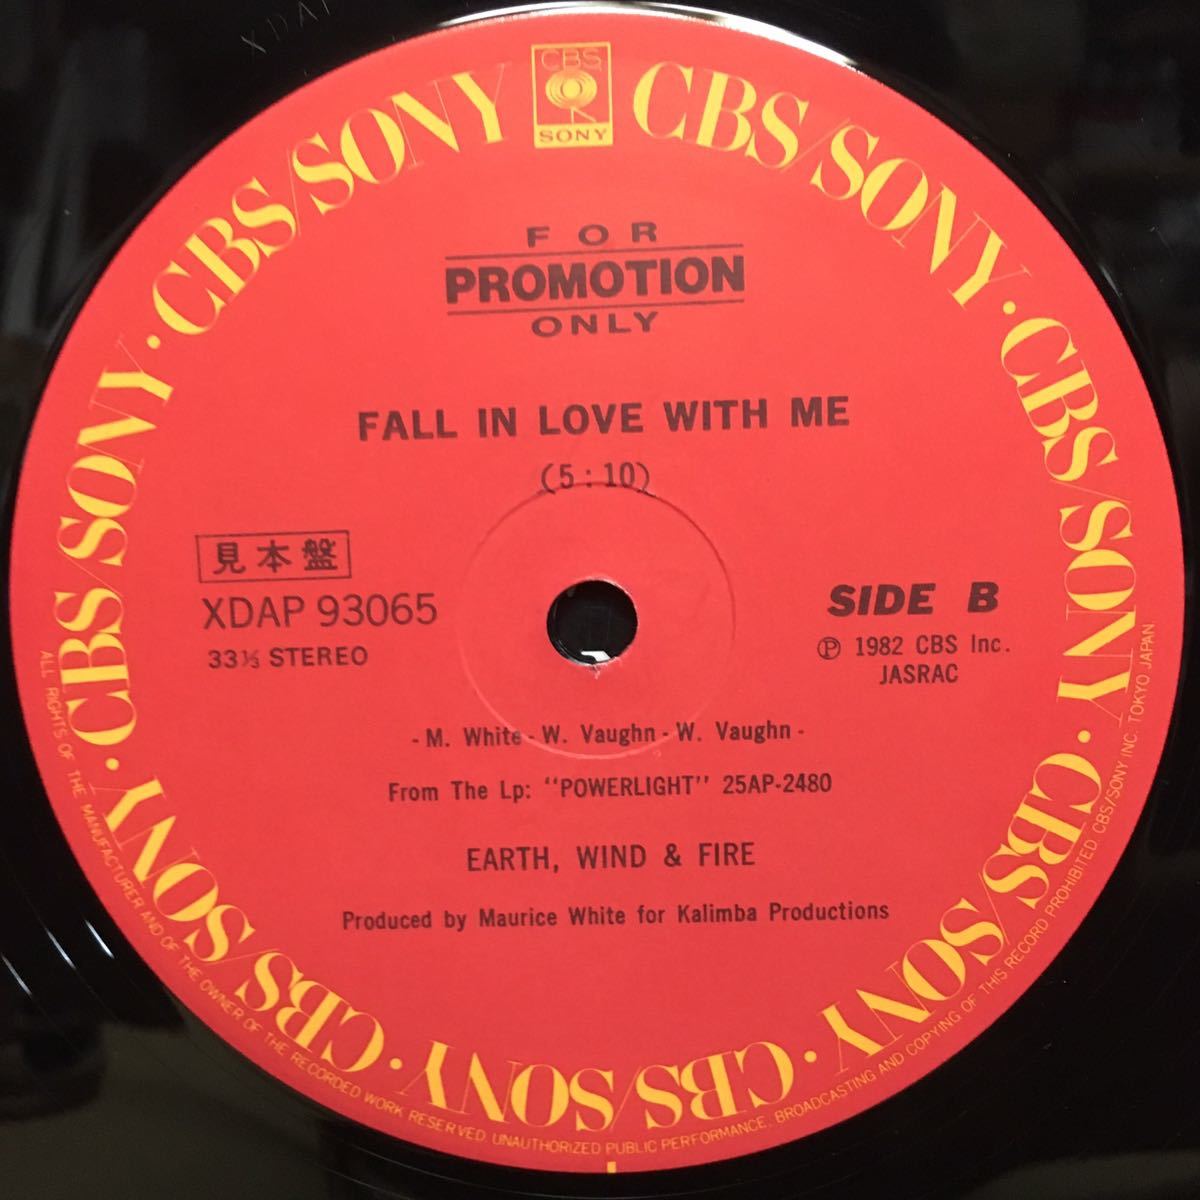 XDAP
CBS
SONY
CBS/SONY · CBS/SONY · CBS/SONY · CBS/SONY · CBS/SONY · CBS/SONY · CBS/SONY · CBS/SONY
FOR
PROMOTION
ONLY
FALL IN LOVE WITH ME
(5:10)
見本盤
XDAP 93065
33⅓ STEREO
SIDE B
Ⓟ 1982 CBS Inc.
JASRAC
- M. White - W. Vaughn - W. Vaughn -
From The Lp: "POWERLIGHT" 25AP-2480
EARTH, WIND & FIRE
Produced by Maurice White for Kalimba Productions
ALL RIGHTS OF THE MANUFACTURER AND OF THE OWNER OF THE RECORDED WORK RESERVED. UNAUTHORIZED PUBLIC PERFORMANCE, BROADCASTING AND COPYING OF THIS RECORD PROHIBITED. CBS/SONY INC. TOKYO JAPAN.